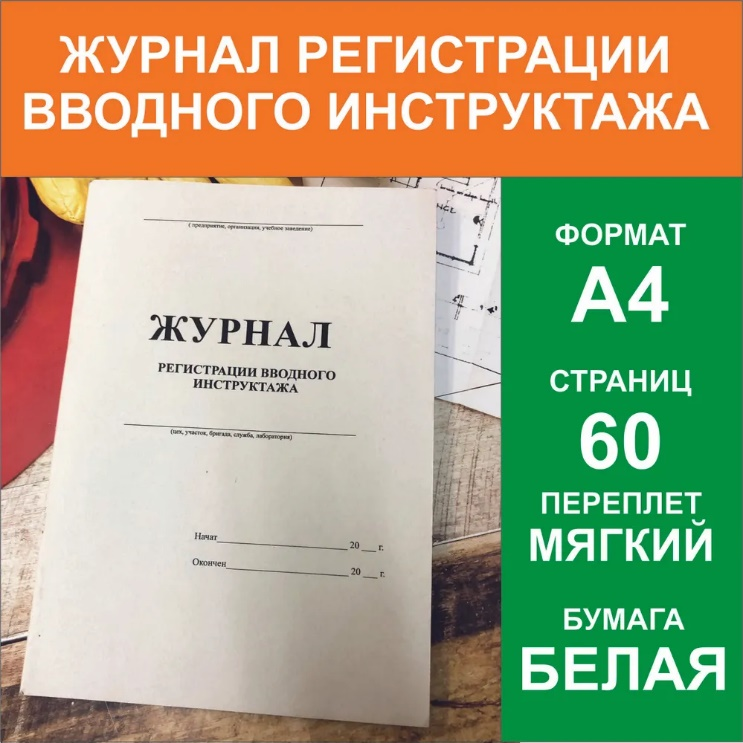 ЖУРНАЛ РЕГИСТРАЦИИ
ВВОДНОГО ИНСТРУКТАЖА
( предприятие, организация, учебное заведение)
ЖУРНАЛ
РЕГИСТРАЦИИ ВВОДНОГО
ИНСТРУКТАЖА
(цех, участок, бригада, служба, лаборатория)
Начат 20 г.
Окончен 20 г.
ФОРМАТ
А4
СТРАНИЦ
60
ПЕРЕПЛЕТ
МЯГКИЙ
БУМАГА
БЕЛАЯ